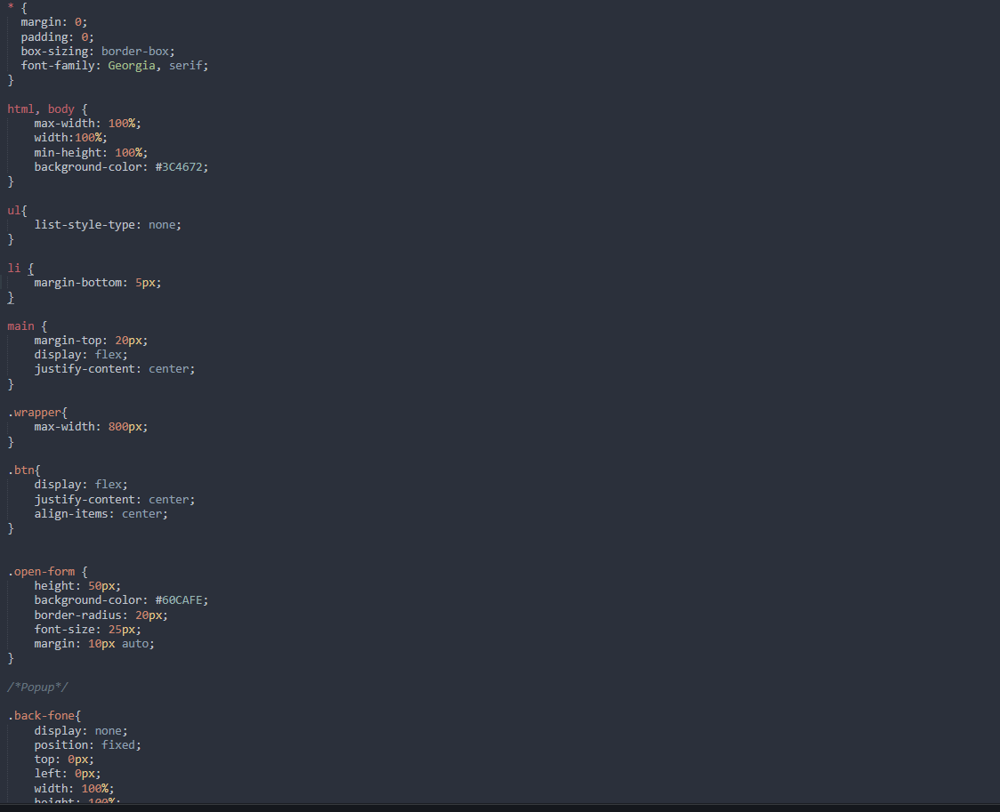 * {
  margin: 0;
  padding: 0;
  box-sizing: border-box;
  font-family: Georgia, serif;
}
html, body {
    max-width: 100%;
    width:100%;
    min-height: 100%;
    background-color: #3C4672;
}
ul{
    list-style-type: none;
}
li {
    margin-bottom: 5px;
}
main {
    margin-top: 20px;
    display: flex;
    justify-content: center;
}
.wrapper{
    max-width: 800px;
}
.btn{
    display: flex;
    justify-content: center;
    align-items: center;
}
.open-form {
    height: 50px;
    background-color: #60CAFE;
    border-radius: 20px;
    font-size: 25px;
    margin: 10px auto;
}
/*Popup*/
.back-fone{
    display: none;
    position: fixed;
    top: 0px;
    left: 0px;
    width: 100%;
    height: 100%;